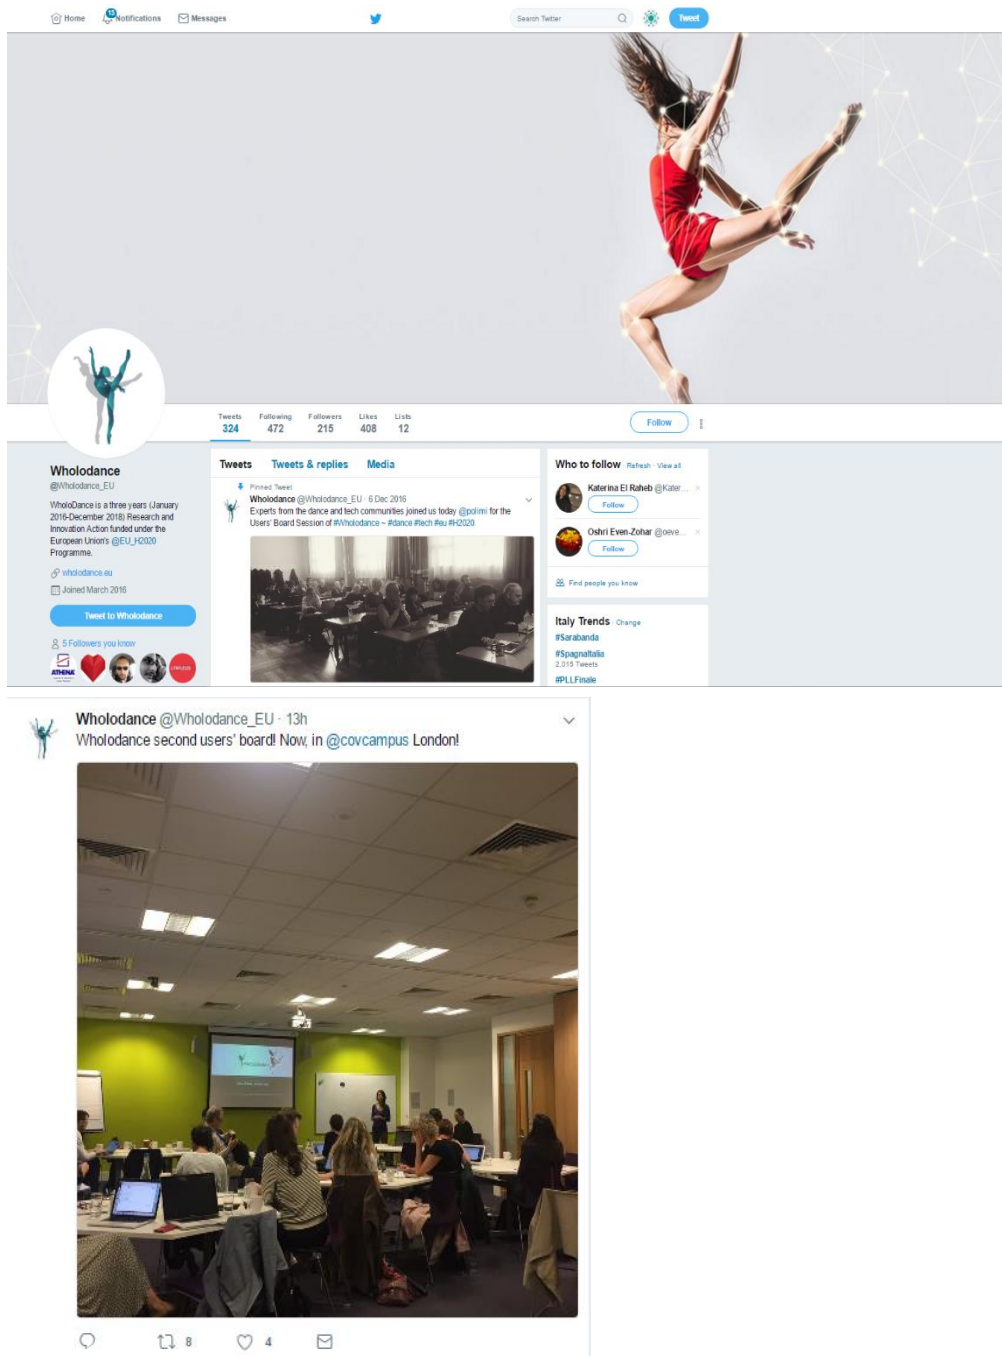 Home
15
Notifications
Messages
Search Twitter
Tweet
Tweets
324
Following
472
Followers
215
Likes
408
Lists
12
Follow
Wholodance
@Wholodance_EU
WholoDance is a three years (January
2016-December 2018) Research and
Innovation Action funded under the
European Union's @EU_H2020
Programme.
wholodance.eu
Joined March 2016
Tweet to Wholodance
5 Followers you know
ATHENA
Tweets Tweets & replies Media
Pinned Tweet
Wholodance @Wholodance_EU · 6 Dec 2016
Experts from the dance and tech communities joined us today @polimi for the
Users' Board Session of #Wholodance ~ #dance #tech #eu #H2020
Who to follow Refresh · View all
Katerina El Raheb @Kater... ×
Follow
Oshri Even-Zohar @oeve... ×
Follow
Find people you know
Italy Trends · Change
#Sarabanda
#SpagnaItalia
2,015 Tweets
#PLLFinale
Wholodance @Wholodance_EU · 13h
Wholodance second users' board! Now, in @covcampus London!
8
4